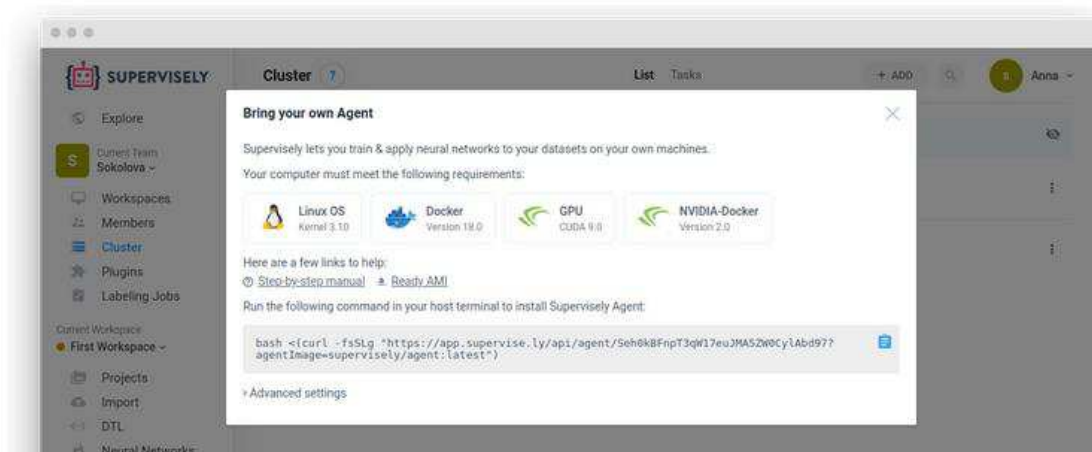 SUPERVISELY
Cluster ?
List Tasks
+ ADD
S Anna
Explore
S
Current Team
Sokolova
Workspaces
Members
Cluster
Plugins
Labeling Jobs
Current Workspace
First Workspace
Projects
Import
DTL
Neural Networks
Bring your own Agent
Supervisely lets you train & apply neural networks to your datasets on your own machines.
Your computer must meet the following requirements:
Linux OS
Kernel 3.10
Docker
Version 18.0
GPU
CUDA 9.0
NVIDIA-Docker
Version 2.0
Here are a few links to help:
Step-by-step manual Ready AMI
Run the following command in your host terminal to install Supervisely Agent:
bash <(curl -fsSLg "https://app.supervise.ly/api/agent/Seh0kBFnpT3qW17euJMA5ZW0CylAbd97?
agentImage=supervisely/agent:latest")
Advanced settings